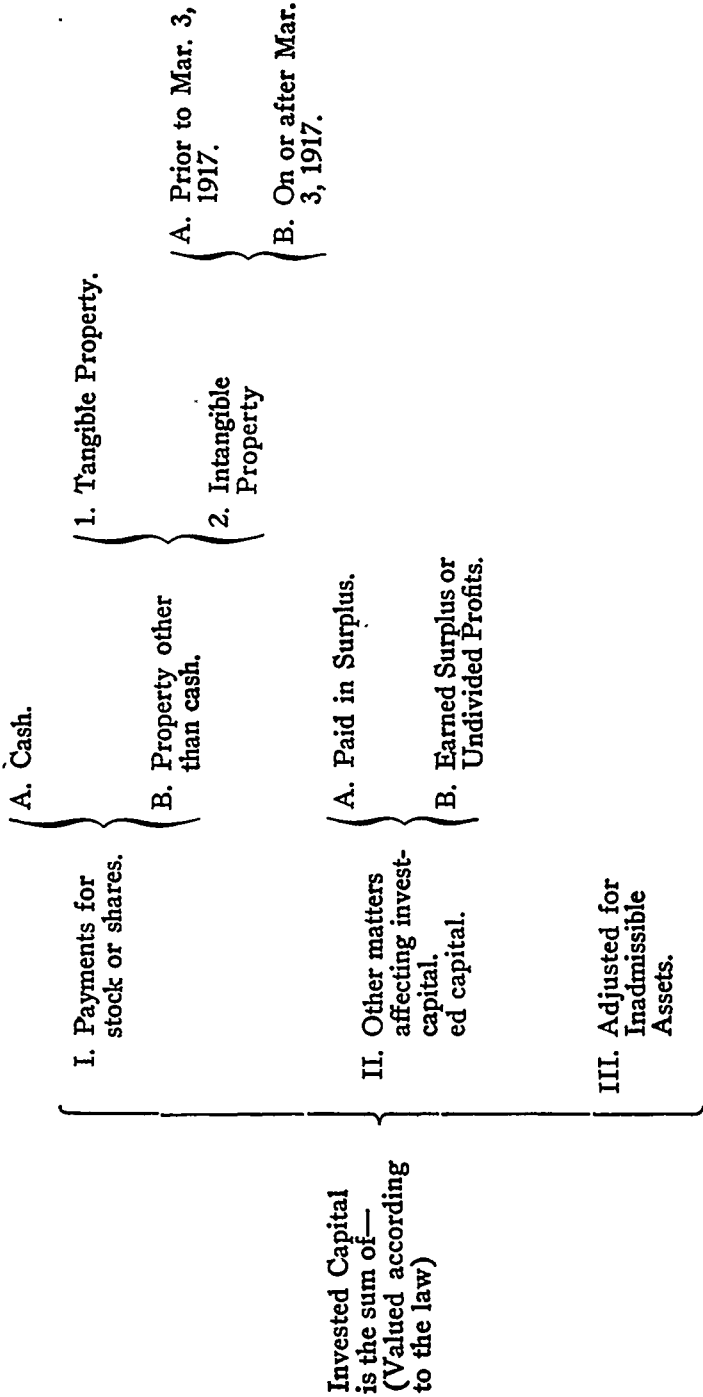 Invested Capital
is the sum of—
(Valued according
to the law)
I. Payments for
stock or shares.
A. Cash.
B. Property other
than cash.
1. Tangible Property.
2. Intangible
Property
A. Prior to Mar. 3,
1917.
B. On or after Mar.
3, 1917.
II. Other matters
affecting invest-
capital.
ed capital.
A. Paid in Surplus.
B. Earned Surplus or
Undivided Profits.
III. Adjusted for
Inadmissible
Assets.